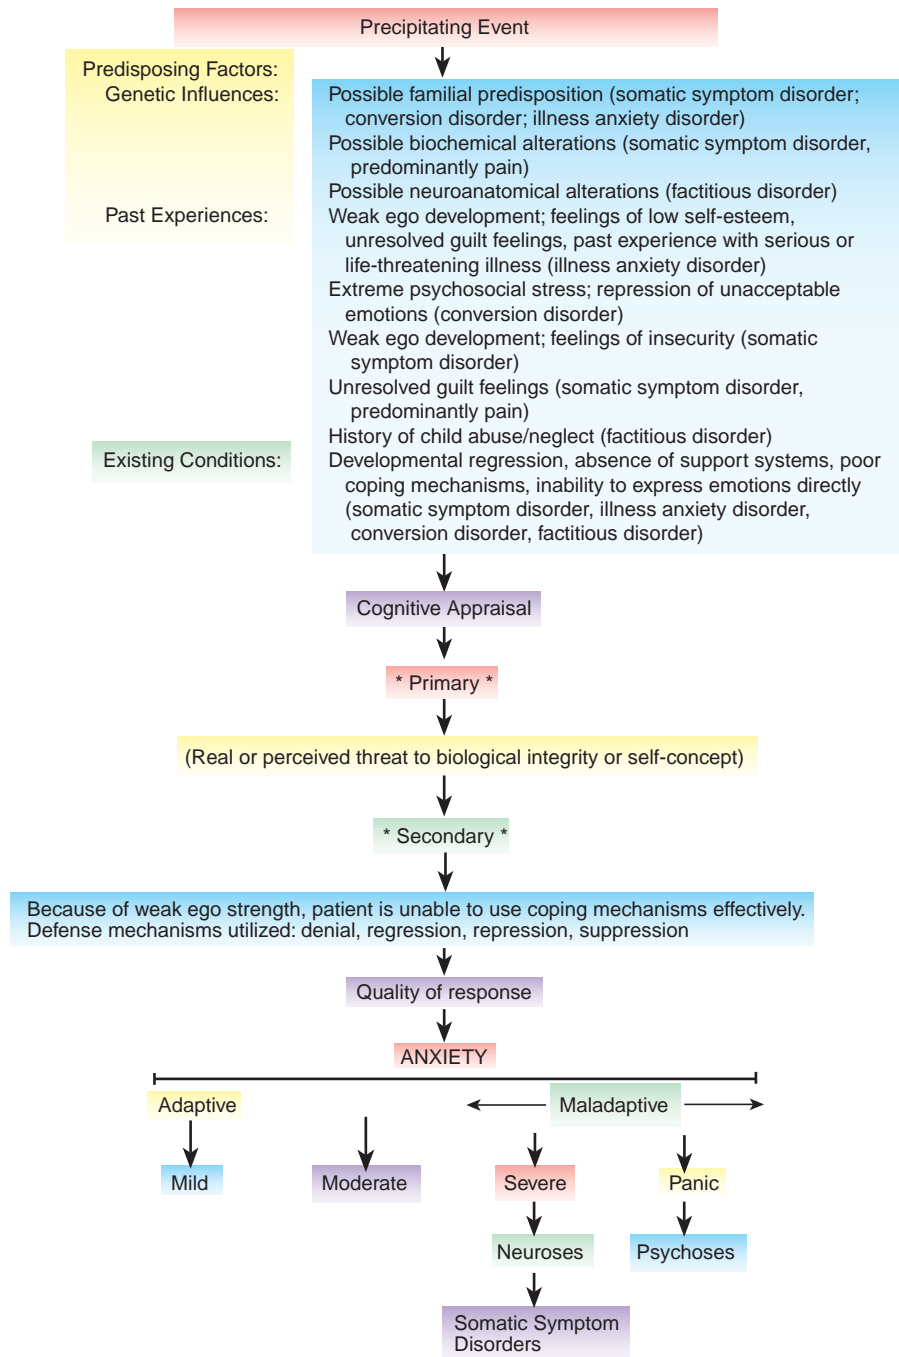 Precipitating Event
Predisposing Factors:
Genetic Influences:
Possible familial predisposition (somatic symptom disorder;
conversion disorder; illness anxiety disorder)
Possible biochemical alterations (somatic symptom disorder,
predominantly pain)
Possible neuroanatomical alterations (factitious disorder)
Past Experiences:
Weak ego development; feelings of low self-esteem,
unresolved guilt feelings, past experience with serious or
life-threatening illness (illness anxiety disorder)
Extreme psychosocial stress; repression of unacceptable
emotions (conversion disorder)
Weak ego development; feelings of insecurity (somatic
symptom disorder)
Unresolved guilt feelings (somatic symptom disorder,
predominantly pain)
History of child abuse/neglect (factitious disorder)
Existing Conditions:
Developmental regression, absence of support systems, poor
coping mechanisms, inability to express emotions directly
(somatic symptom disorder, illness anxiety disorder,
conversion disorder, factitious disorder)
Cognitive Appraisal
* Primary *
(Real or perceived threat to biological integrity or self-concept)
* Secondary *
Because of weak ego strength, patient is unable to use coping mechanisms effectively.
Defense mechanisms utilized: denial, regression, repression, suppression
Quality of response
ANXIETY
Adaptive
Maladaptive
Mild
Moderate
Severe
Panic
Neuroses
Psychoses
Somatic Symptom
Disorders